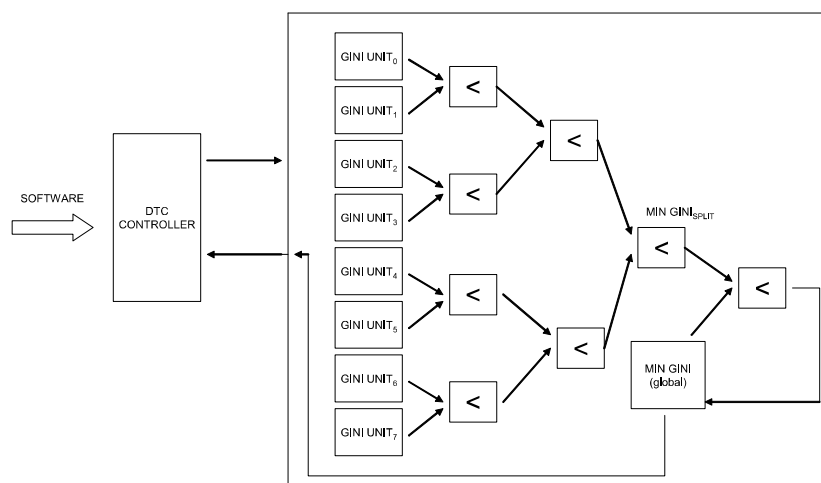 SOFTWARE
DTC
CONTROLLER
GINI UNIT0
GINI UNIT1
GINI UNIT2
GINI UNIT3
GINI UNIT4
GINI UNIT5
GINI UNIT6
GINI UNIT7
<
<
<
<
<
<
MIN GINISPLIT
<
<
MIN GINI
(global)